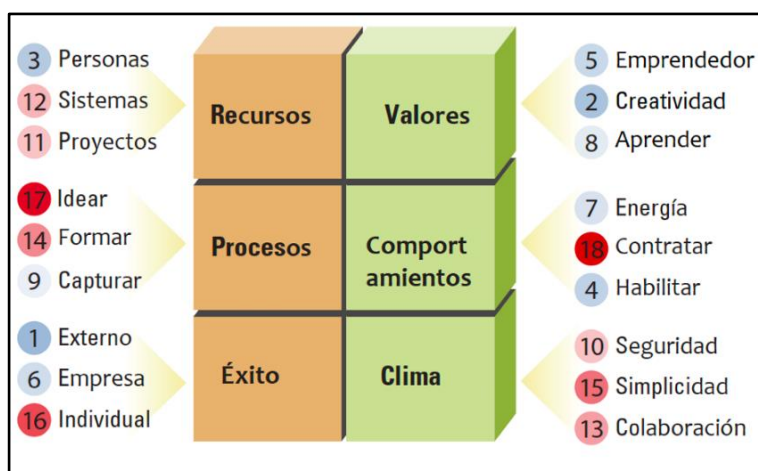 3 Personas
12 Sistemas
11 Proyectos
Recursos
Valores
5 Emprendedor
2 Creatividad
8 Aprender
17 Idear
14 Formar
9 Capturar
Procesos
Comport
amientos
7 Energía
18 Contratar
4 Habilitar
1 Externo
6 Empresa
16 Individual
Éxito
Clima
10 Seguridad
15 Simplicidad
13 Colaboración